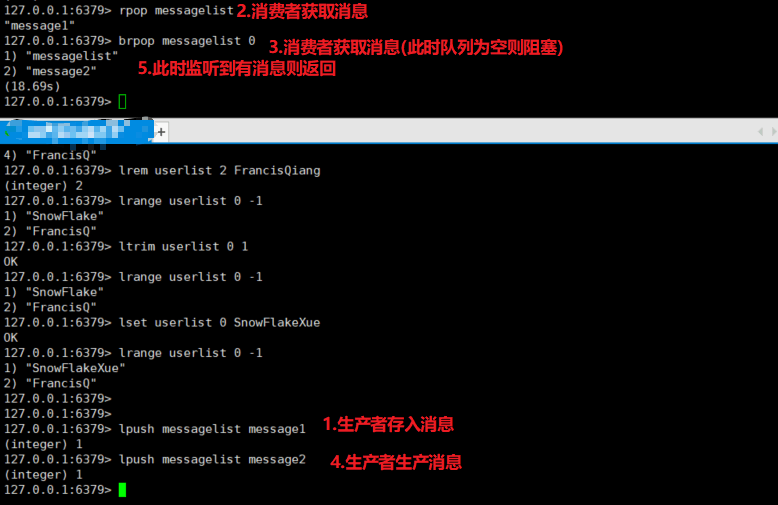 127.0.0.1:6379> rpop messagelist 2.消费者获取消息
"message1"
127.0.0.1:6379> brpop messagelist 0
3.消费者获取消息(此时队列为空则阻塞)
1) "messagelist"
2) "message2" 5.此时监听到有消息则返回
(18.69s)
127.0.0.1:6379>
+
4) "FrancisQ"
127.0.0.1:6379> lrem userlist 2 FrancisQiang
(integer) 2
127.0.0.1:6379> lrange userlist 0 -1
1) "SnowFlake"
2) "FrancisQ"
127.0.0.1:6379> ltrim userlist 0 1
OK
127.0.0.1:6379> lrange userlist 0 -1
1) "SnowFlake"
2) "FrancisQ"
127.0.0.1:6379> lset userlist 0 SnowFlakeXue
OK
127.0.0.1:6379> lrange userlist 0 -1
1) "SnowFlakeXue"
2) "FrancisQ"
127.0.0.1:6379>
127.0.0.1:6379>
127.0.0.1:6379> lpush messagelist message1 1.生产者存入消息
(integer) 1
127.0.0.1:6379> lpush messagelist message2 4.生产者生产消息
(integer) 1
127.0.0.1:6379>